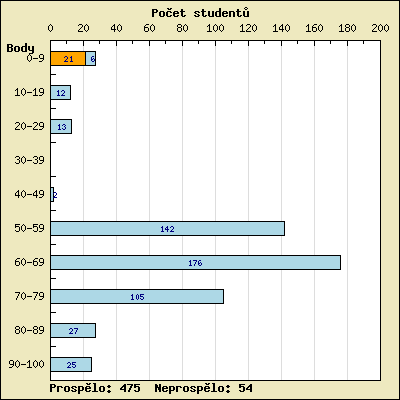 Počet studentů
0 20 40 60 80 100 120 140 160 180 200
Body
0-9 21 6
10-19 12
20-29 13
30-39
40-49 2
50-59 142
60-69 176
70-79 105
80-89 27
90-100 25
Prospělo: 475 Neprospělo: 54